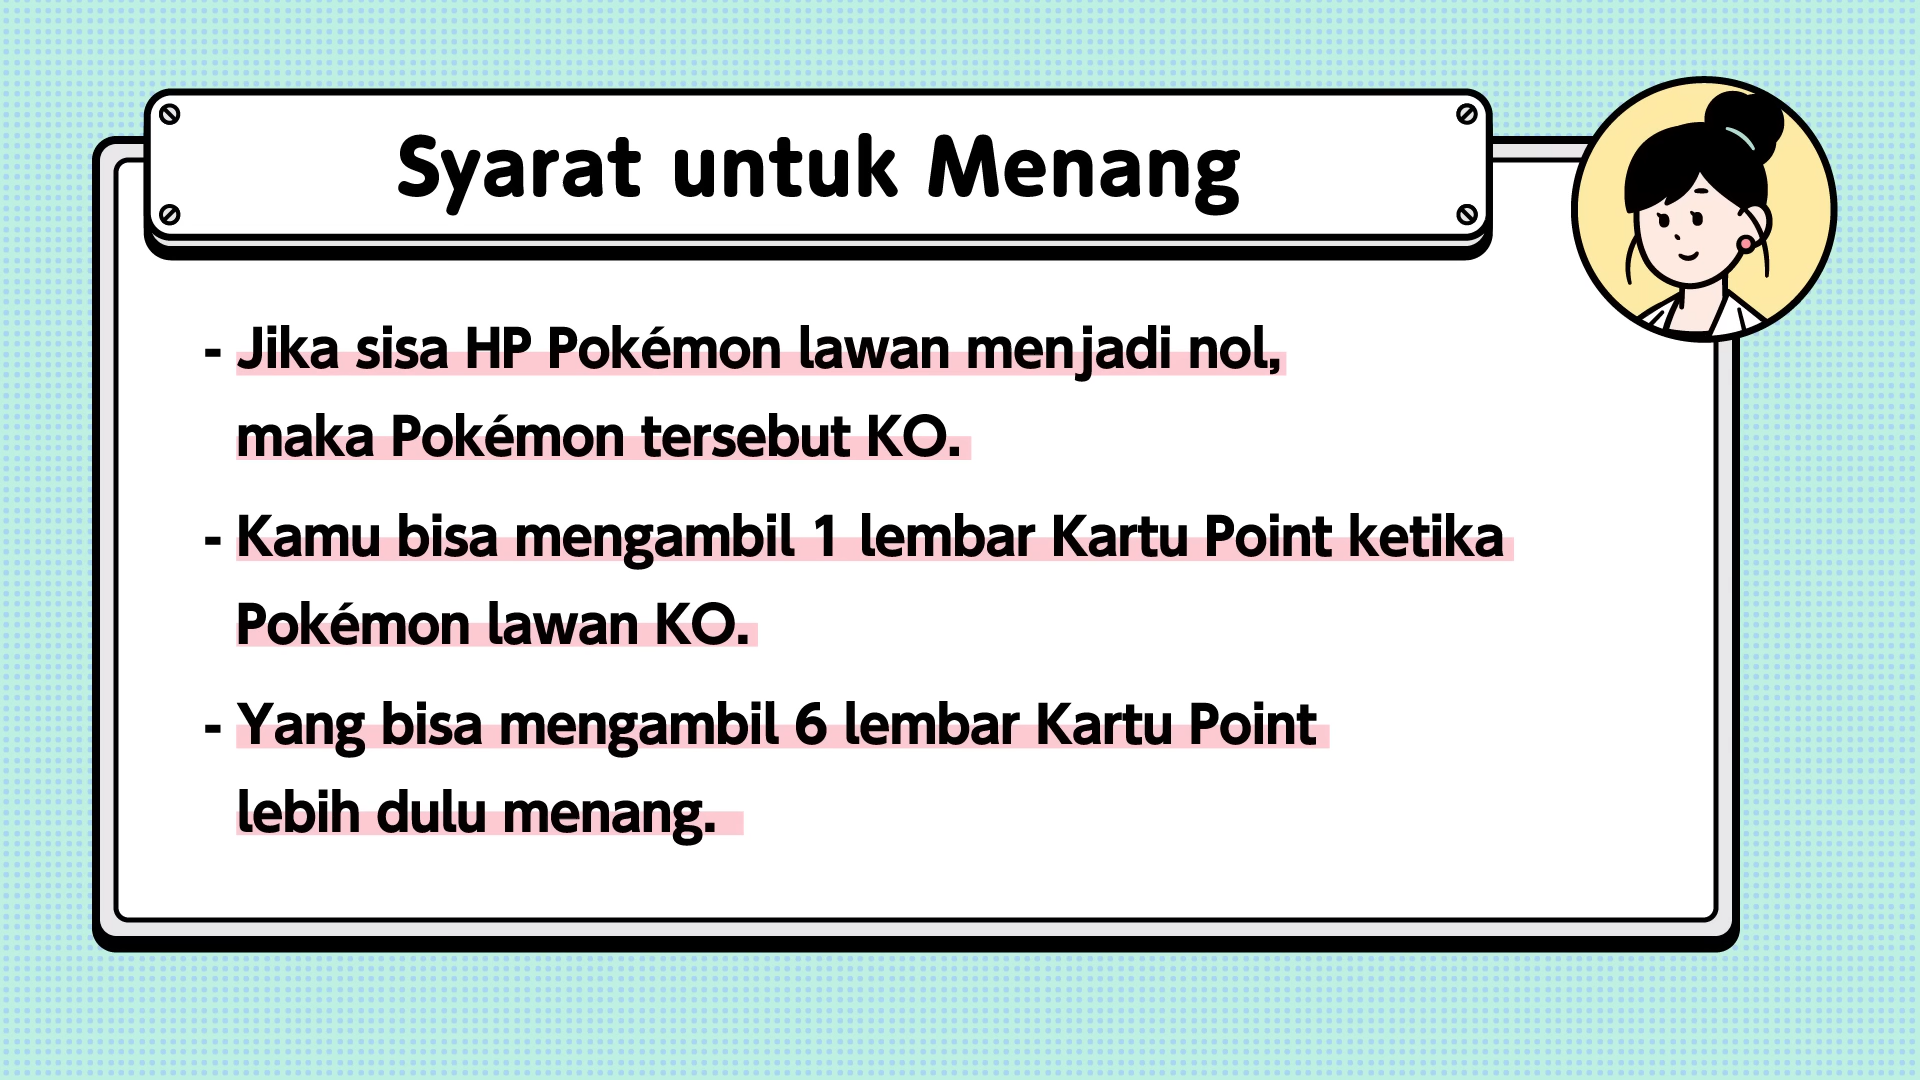 Syarat untuk Menang
- Jika sisa HP Pokémon lawan menjadi nol,
maka Pokémon tersebut KO.
- Kamu bisa mengambil 1 lembar Kartu Point ketika
Pokémon lawan KO.
- Yang bisa mengambil 6 lembar Kartu Point
lebih dulu menang.